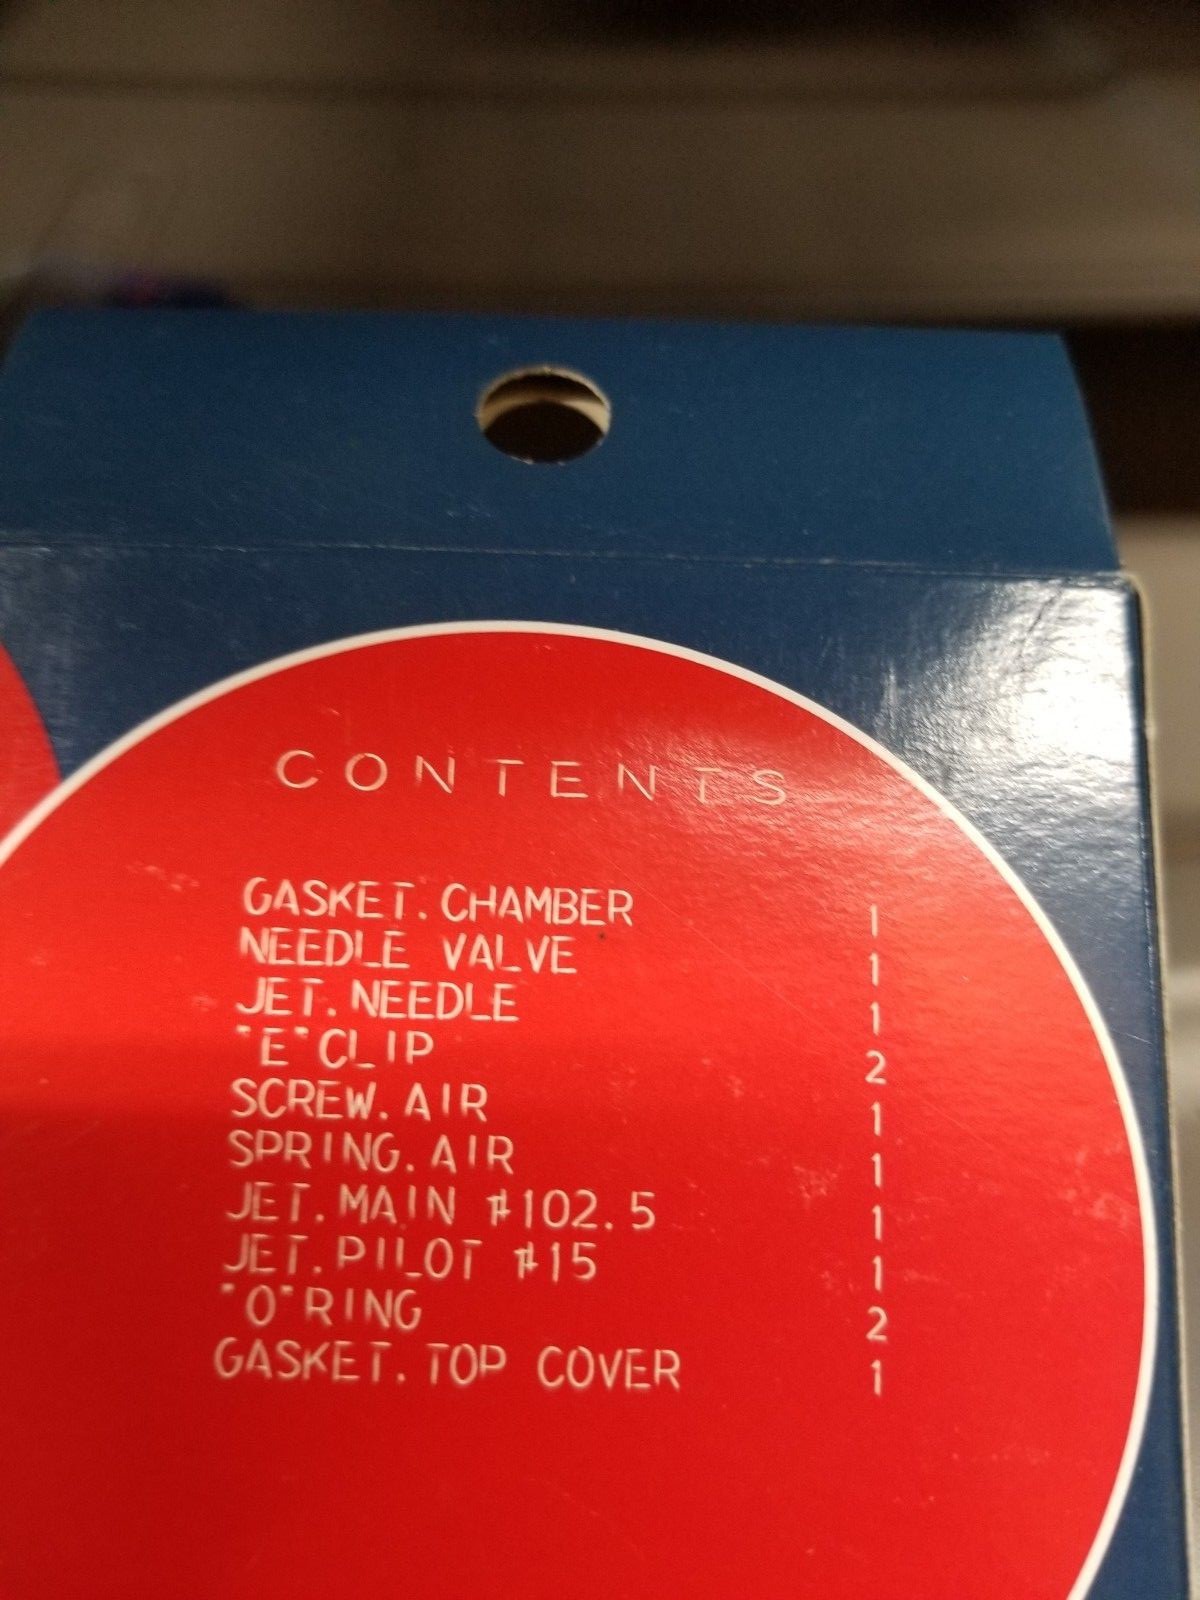 CONTENTS
GASKET. CHAMBER 1
NEEDLE VALVE 1
JET. NEEDLE 1
"E" CLIP 2
SCREW. AIR 1
SPRING. AIR 1
JET. MAIN #102.5 1
JET. PILOT #15 1
"O" RING 2
GASKET. TOP COVER 1